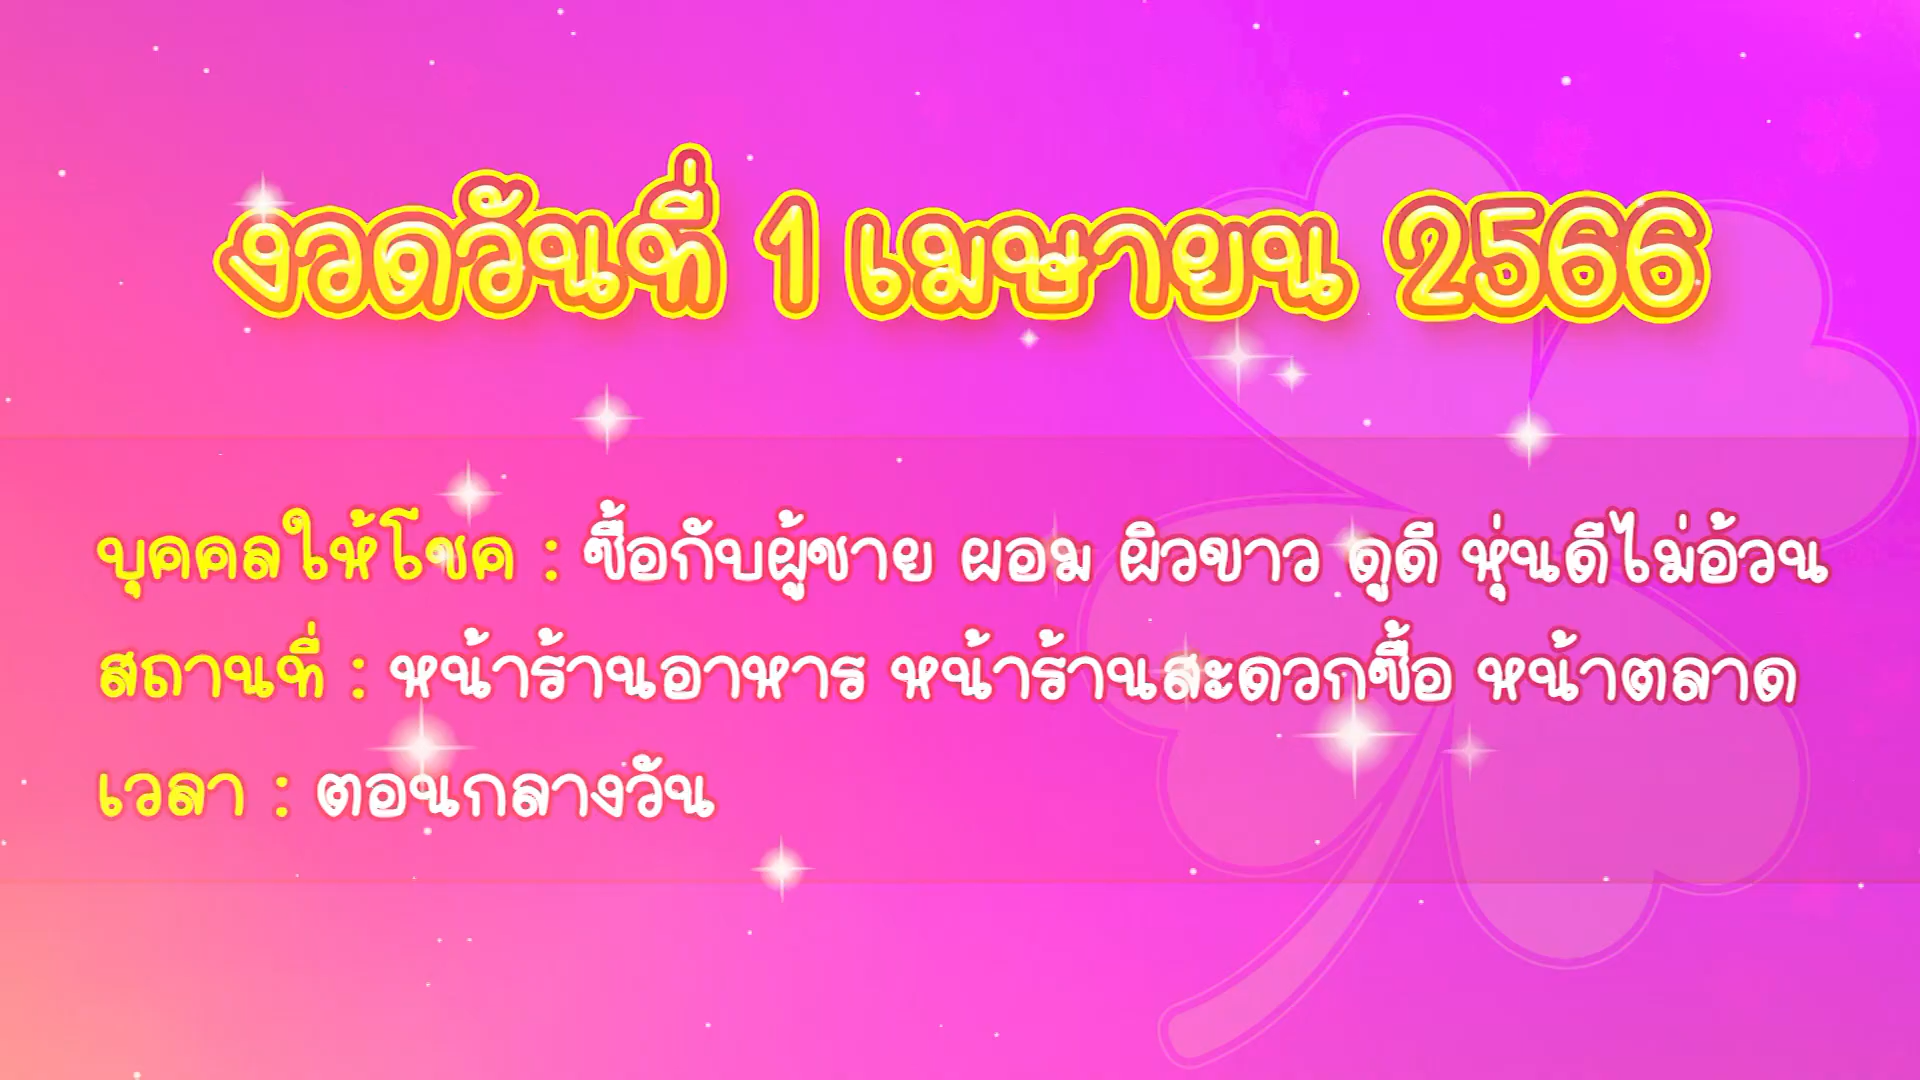 งวดวันที่ 1 เมษายน 2566
บุคคลให้โชค : ซื้อกับผู้ชาย ผอม ผิวขาว ดูดี หุ่นดีไม่อ้วน
สถานที่ : หน้าร้านอาหาร หน้าร้านสะดวกซื้อ หน้าตลาด
เวลา : ตอนกลางวัน